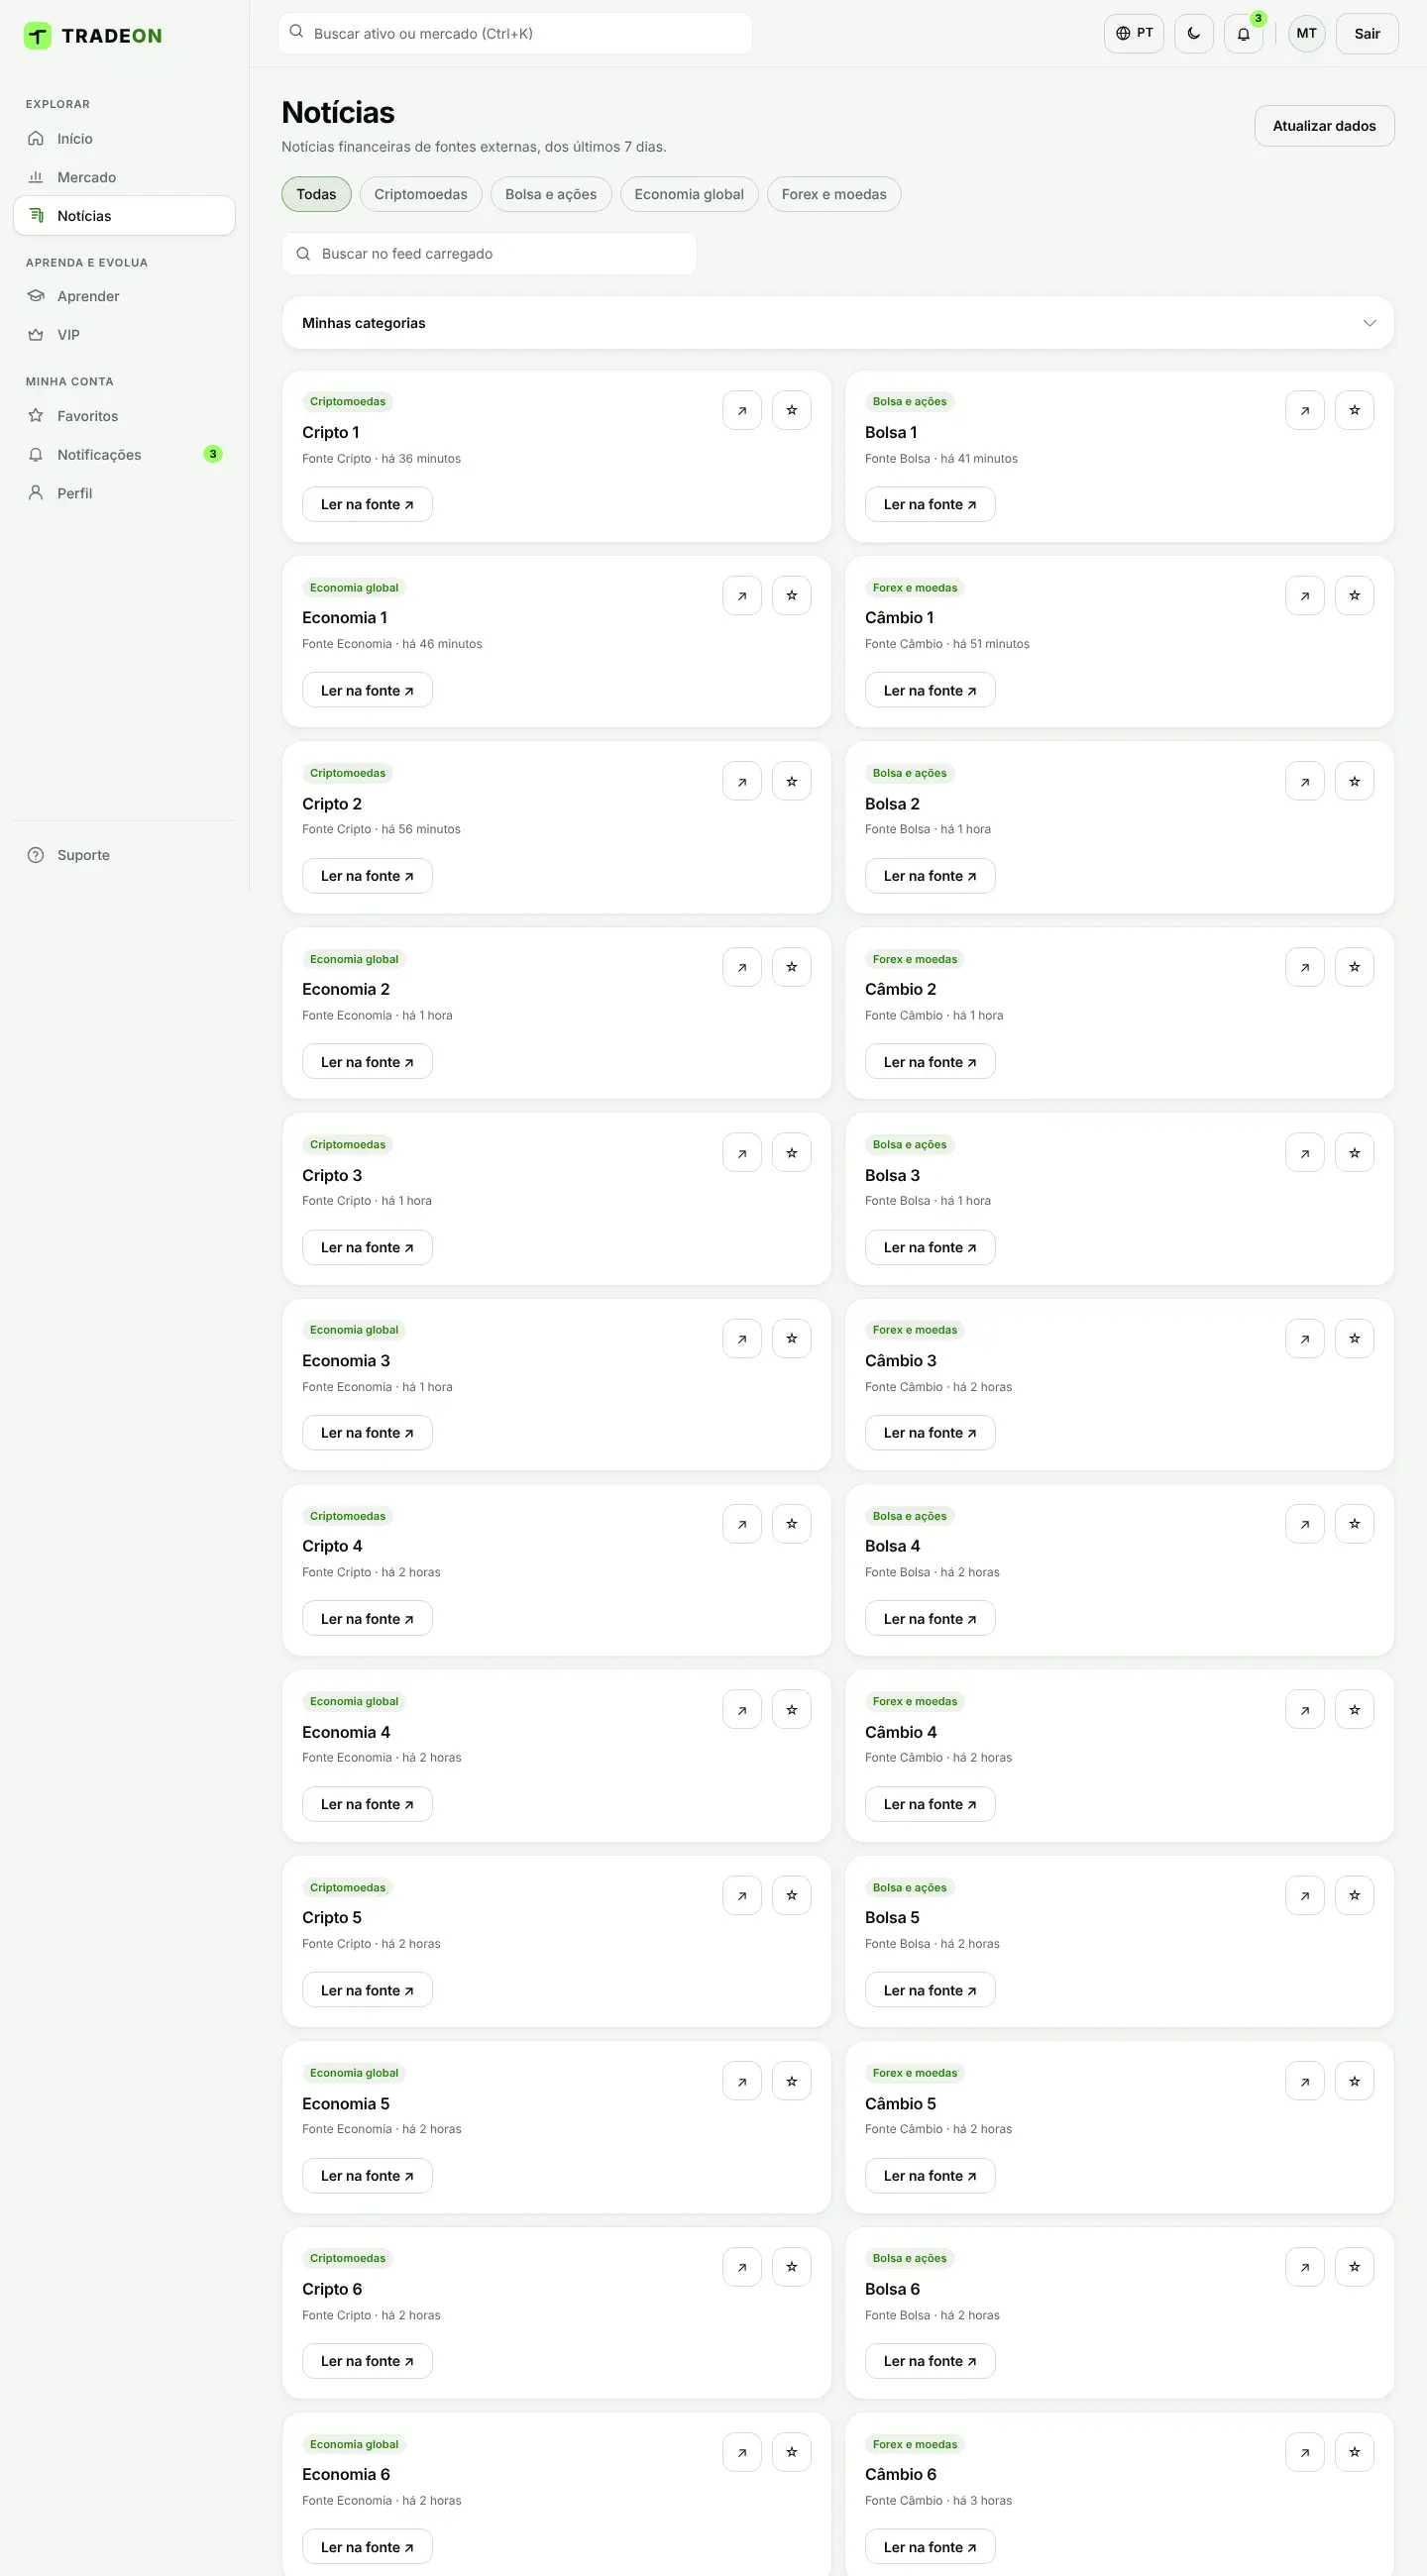 TRADEON
Buscar ativo ou mercado (Ctrl+K)
PT
3
MT
Sair
EXPLORAR
Início
Mercado
Notícias
APRENDA E EVOLUA
Aprender
VIP
MINHA CONTA
Favoritos
Notificações 3
Perfil
Suporte
Notícias
Notícias financeiras de fontes externas, dos últimos 7 dias.
Atualizar dados
Todas Criptomoedas Bolsa e ações Economia global Forex e moedas
Buscar no feed carregado
Minhas categorias
Criptomoedas
Cripto 1
Fonte Cripto · há 36 minutos
Ler na fonte ↗
Bolsa e ações
Bolsa 1
Fonte Bolsa · há 41 minutos
Ler na fonte ↗
Economia global
Economia 1
Fonte Economia · há 46 minutos
Ler na fonte ↗
Forex e moedas
Câmbio 1
Fonte Câmbio · há 51 minutos
Ler na fonte ↗
Criptomoedas
Cripto 2
Fonte Cripto · há 56 minutos
Ler na fonte ↗
Bolsa e ações
Bolsa 2
Fonte Bolsa · há 1 hora
Ler na fonte ↗
Economia global
Economia 2
Fonte Economia · há 1 hora
Ler na fonte ↗
Forex e moedas
Câmbio 2
Fonte Câmbio · há 1 hora
Ler na fonte ↗
Criptomoedas
Cripto 3
Fonte Cripto · há 1 hora
Ler na fonte ↗
Bolsa e ações
Bolsa 3
Fonte Bolsa · há 1 hora
Ler na fonte ↗
Economia global
Economia 3
Fonte Economia · há 1 hora
Ler na fonte ↗
Forex e moedas
Câmbio 3
Fonte Câmbio · há 2 horas
Ler na fonte ↗
Criptomoedas
Cripto 4
Fonte Cripto · há 2 horas
Ler na fonte ↗
Bolsa e ações
Bolsa 4
Fonte Bolsa · há 2 horas
Ler na fonte ↗
Economia global
Economia 4
Fonte Economia · há 2 horas
Ler na fonte ↗
Forex e moedas
Câmbio 4
Fonte Câmbio · há 2 horas
Ler na fonte ↗
Criptomoedas
Cripto 5
Fonte Cripto · há 2 horas
Ler na fonte ↗
Bolsa e ações
Bolsa 5
Fonte Bolsa · há 2 horas
Ler na fonte ↗
Economia global
Economia 5
Fonte Economia · há 2 horas
Ler na fonte ↗
Forex e moedas
Câmbio 5
Fonte Câmbio · há 2 horas
Ler na fonte ↗
Criptomoedas
Cripto 6
Fonte Cripto · há 2 horas
Ler na fonte ↗
Bolsa e ações
Bolsa 6
Fonte Bolsa · há 2 horas
Ler na fonte ↗
Economia global
Economia 6
Fonte Economia · há 2 horas
Ler na fonte ↗
Forex e moedas
Câmbio 6
Fonte Câmbio · há 3 horas
Ler na fonte ↗